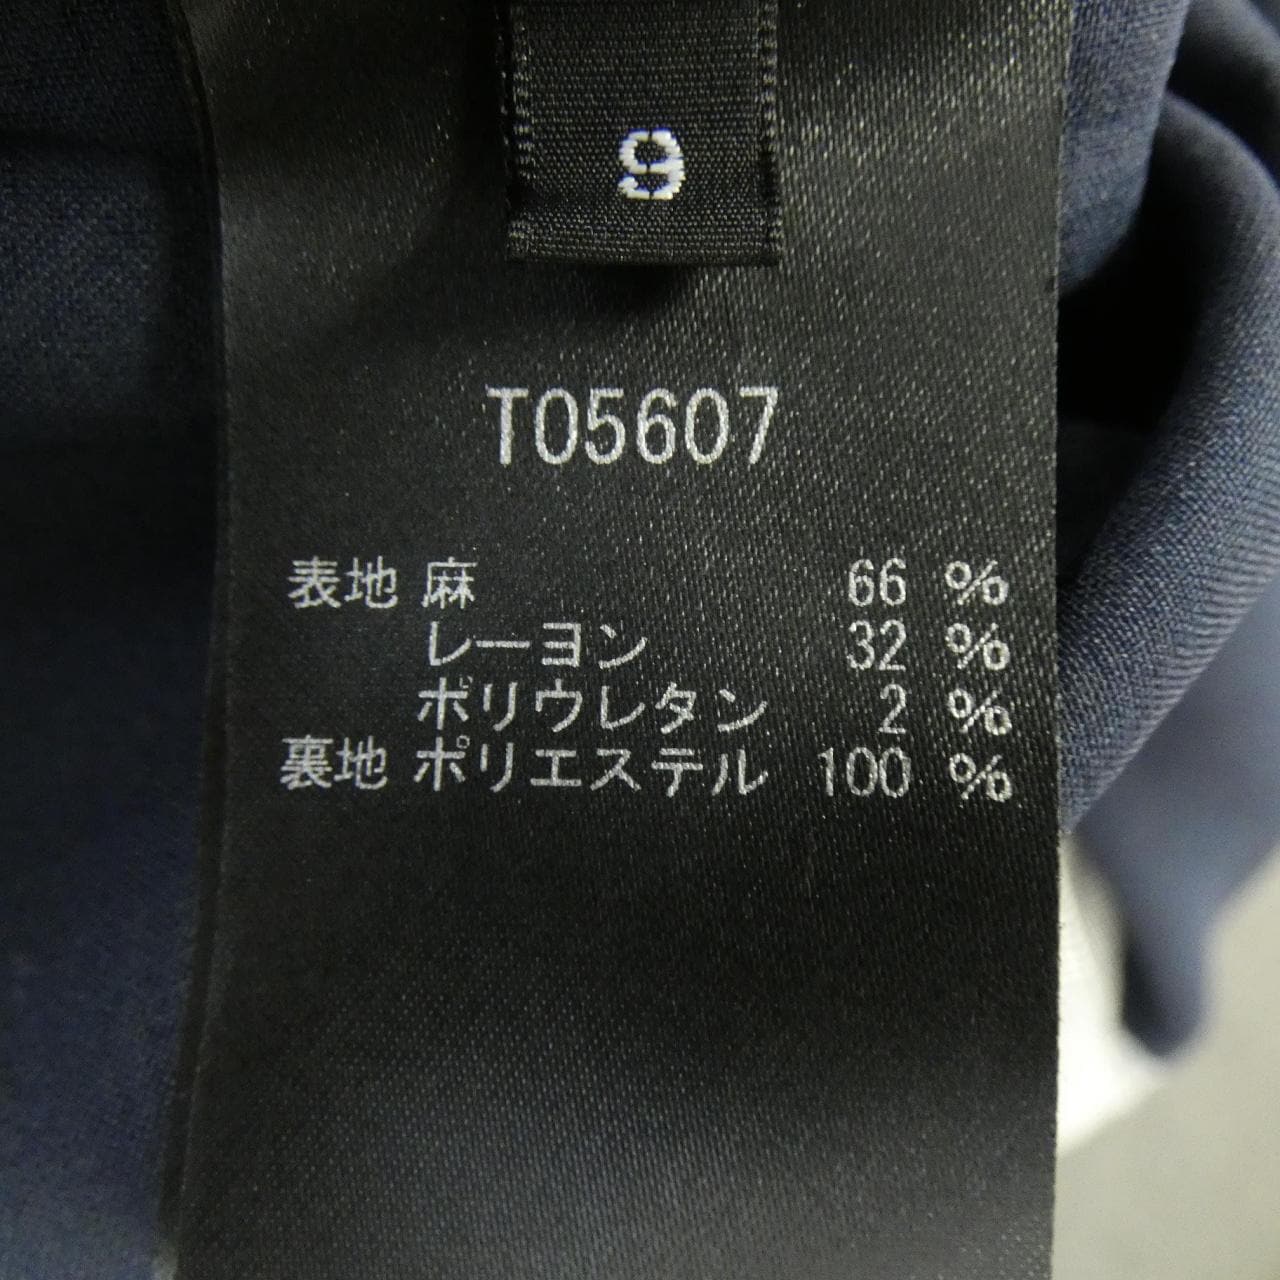 9
T05607
表地 麻 66 %
レーヨン 32 %
ポリウレタン 2 %
裏地 ポリエステル 100 %